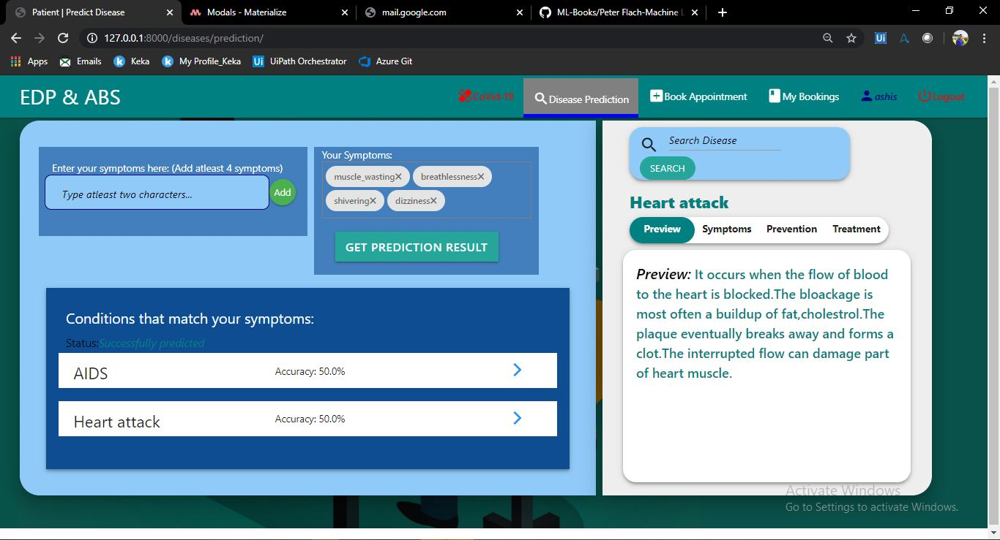 Patient | Predict Disease
Modals - Materialize
mail.google.com
ML-Books/Peter Flach-Machine L
127.0.0.1:8000/diseases/prediction/
Ui
Apps
Emails
k Keka
k My Profile_Keka
Ui UiPath Orchestrator
Azure Git
EDP & ABS
CoVid-19
Disease Prediction
Book Appointment
My Bookings
ashis
Logout
Enter your symptoms here: (Add atleast 4 symptoms)
Type atleast two characters...
Add
Your Symptoms:
muscle_wasting✕ breathlessness✕
shivering✕ dizziness✕
GET PREDICTION RESULT
Conditions that match your symptoms:
Status:Successfully predicted
AIDS Accuracy: 50.0%
Heart attack Accuracy: 50.0%
Search Disease
SEARCH
Heart attack
Preview Symptoms Prevention Treatment
Preview: It occurs when the flow of blood
to the heart is blocked.The bloackage is
most often a buildup of fat,cholestrol.The
plaque eventually breaks away and forms a
clot.The interrupted flow can damage part
of heart muscle.
Activate Windows
Go to Settings to activate Windows.